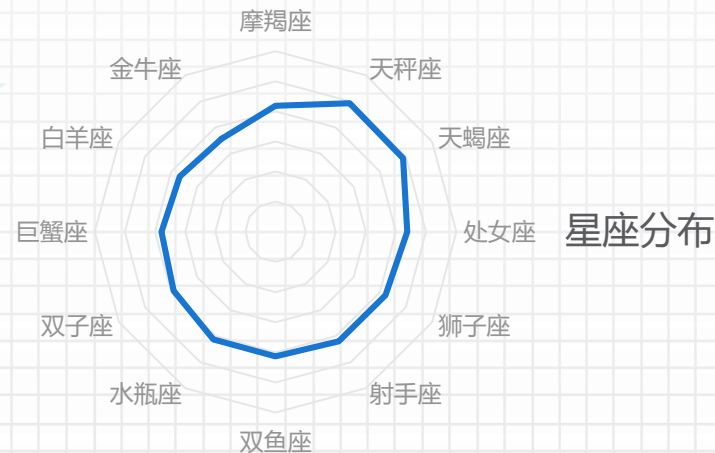 摩羯座
金牛座
天秤座
白羊座
天蝎座
巨蟹座
处女座
星座分布
双子座
狮子座
水瓶座
射手座
双鱼座